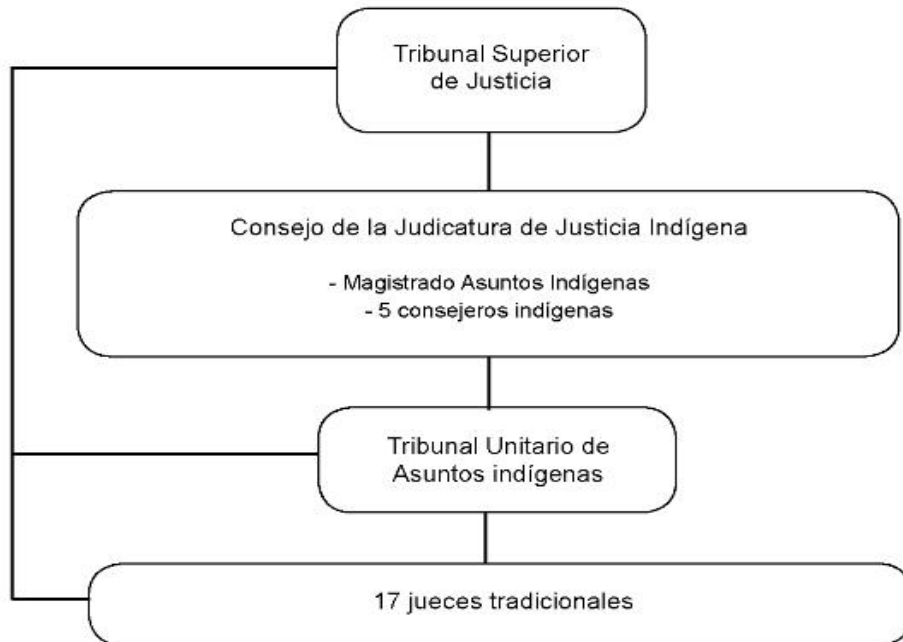 Tribunal Superior
de Justicia
Consejo de la Judicatura de Justicia Indígena
- Magistrado Asuntos Indígenas
- 5 consejeros indígenas
Tribunal Unitario de
Asuntos indígenas
17 jueces tradicionales